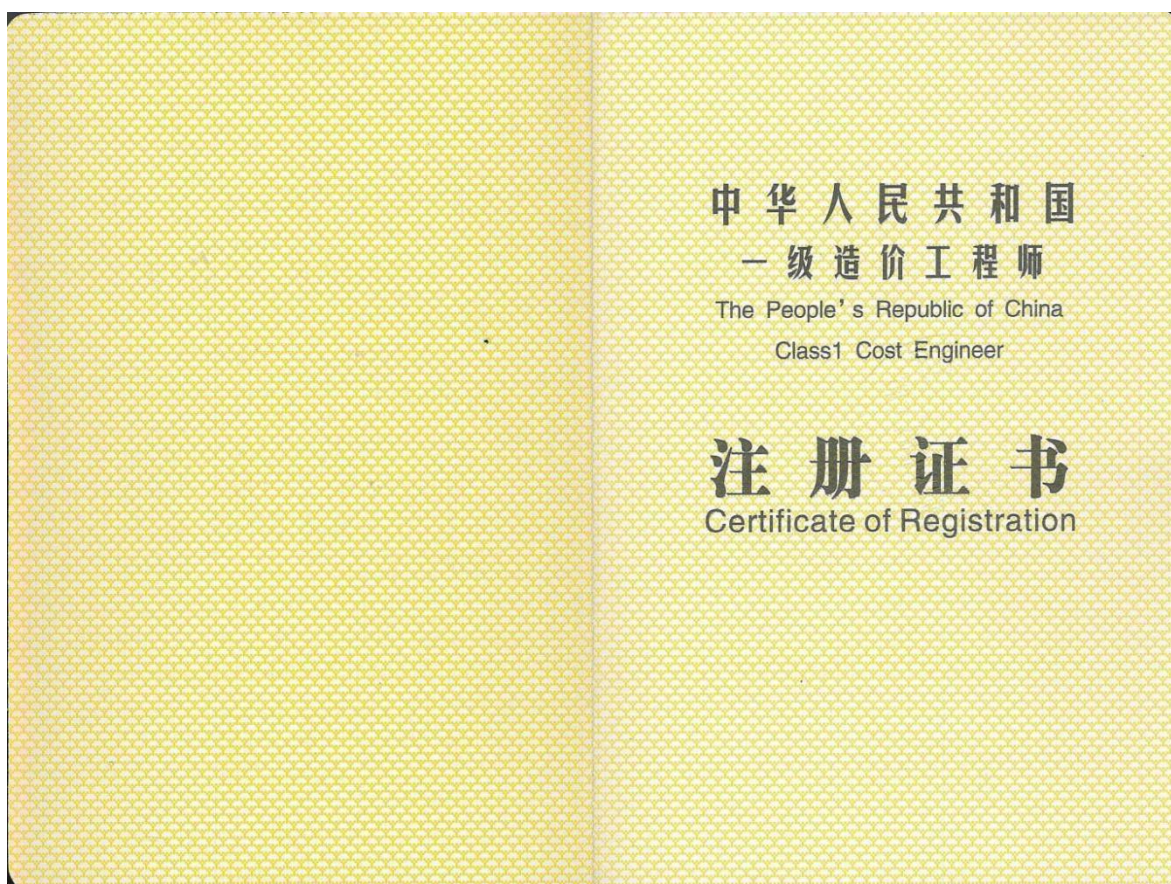 中华人民共和国
一级造价工程师
The People's Republic of China
Class1 Cost Engineer
注册证书
Certificate of Registration